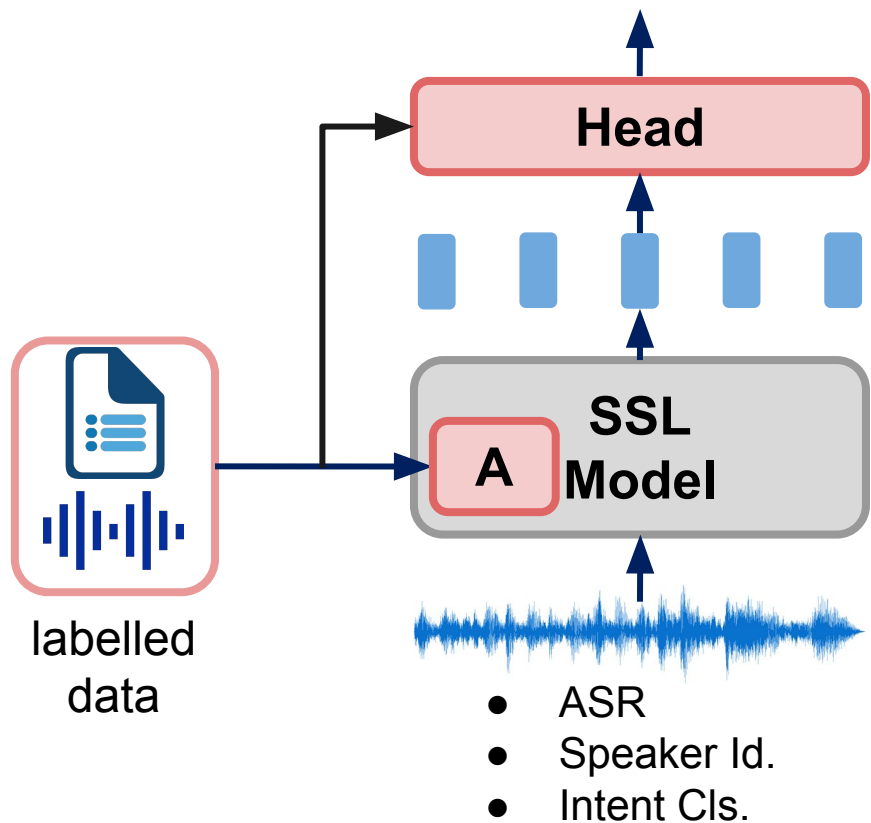 Head
SSL
Model
A
labelled
data
● ASR
● Speaker Id.
● Intent Cls.